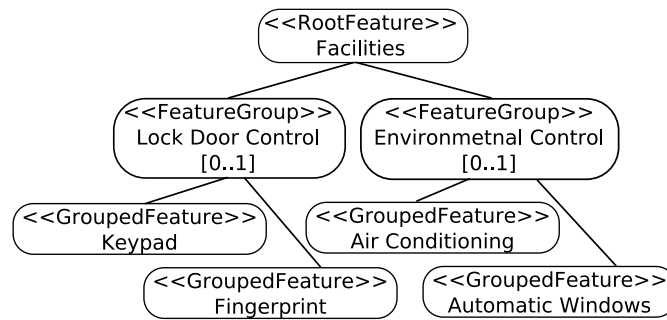 <<RootFeature>>
Facilities
<<FeatureGroup>>
Lock Door Control
[0..1]
<<FeatureGroup>>
Environmetnal Control
[0..1]
<<GroupedFeature>>
Keypad
<<GroupedFeature>>
Air Conditioning
<<GroupedFeature>>
Fingerprint
<<GroupedFeature>>
Automatic Windows